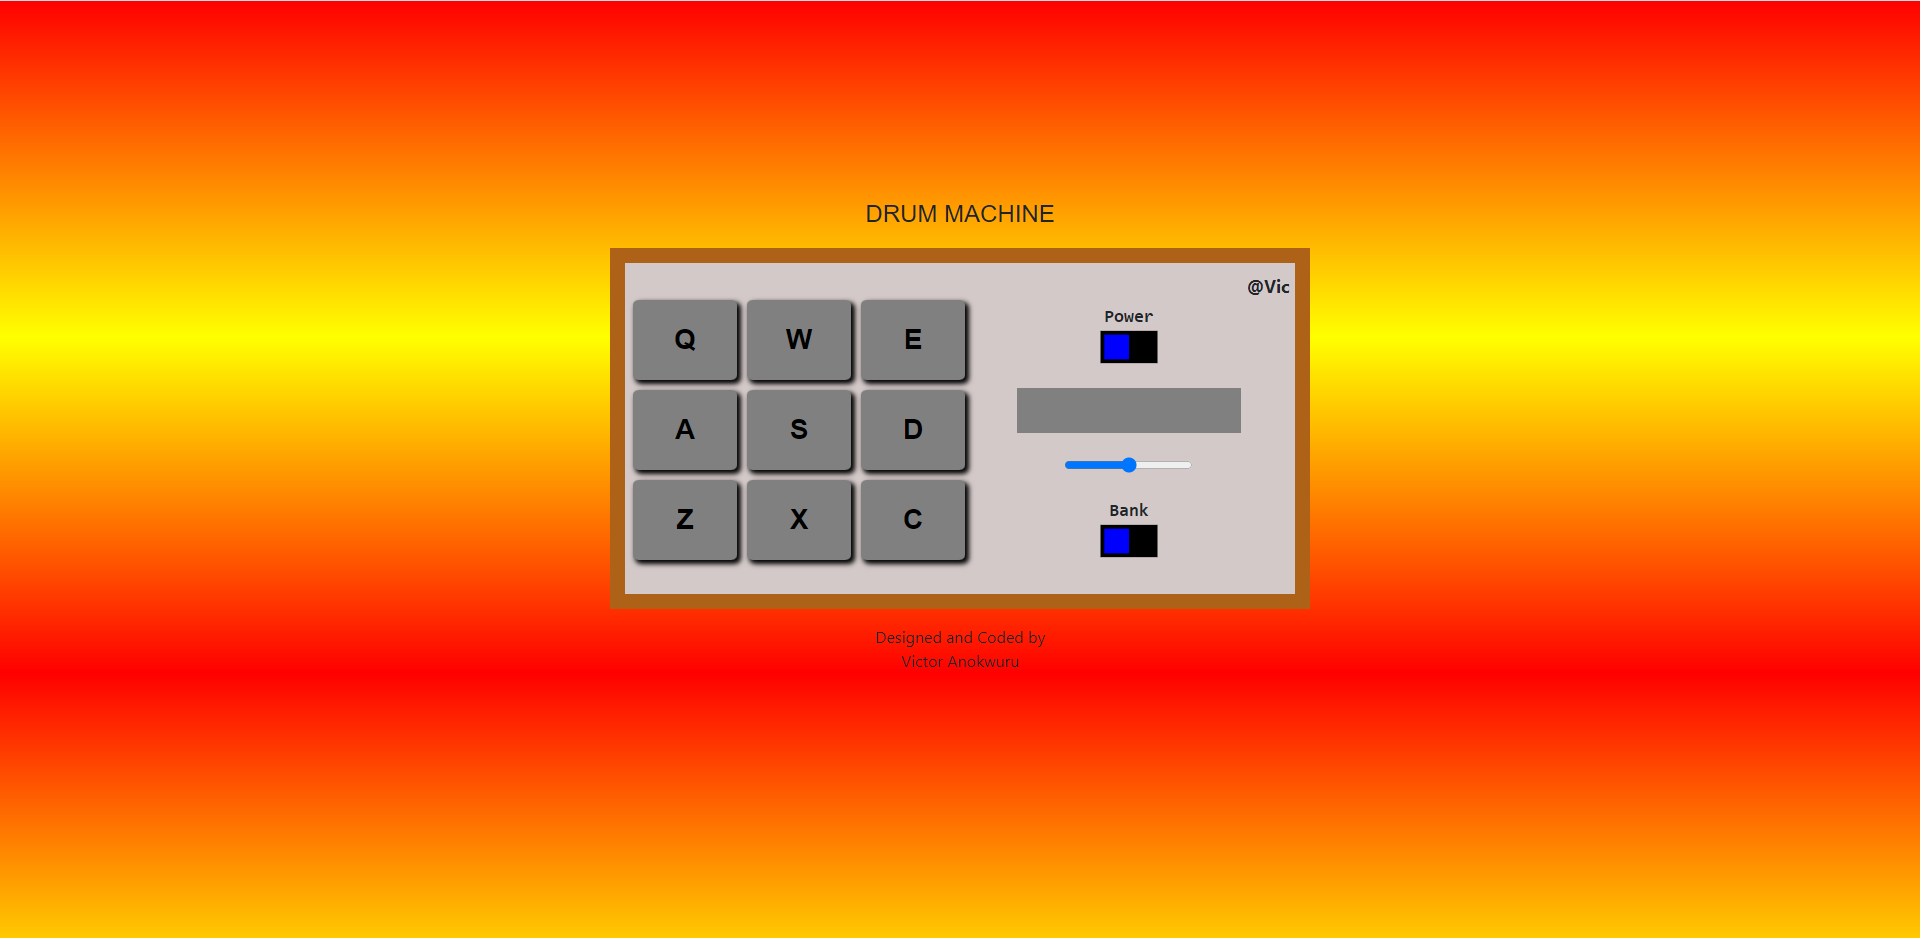 DRUM MACHINE
@Vic
Q W E
A S D
Z X C
Power
Bank
Designed and Coded by
Victor Anokwuru